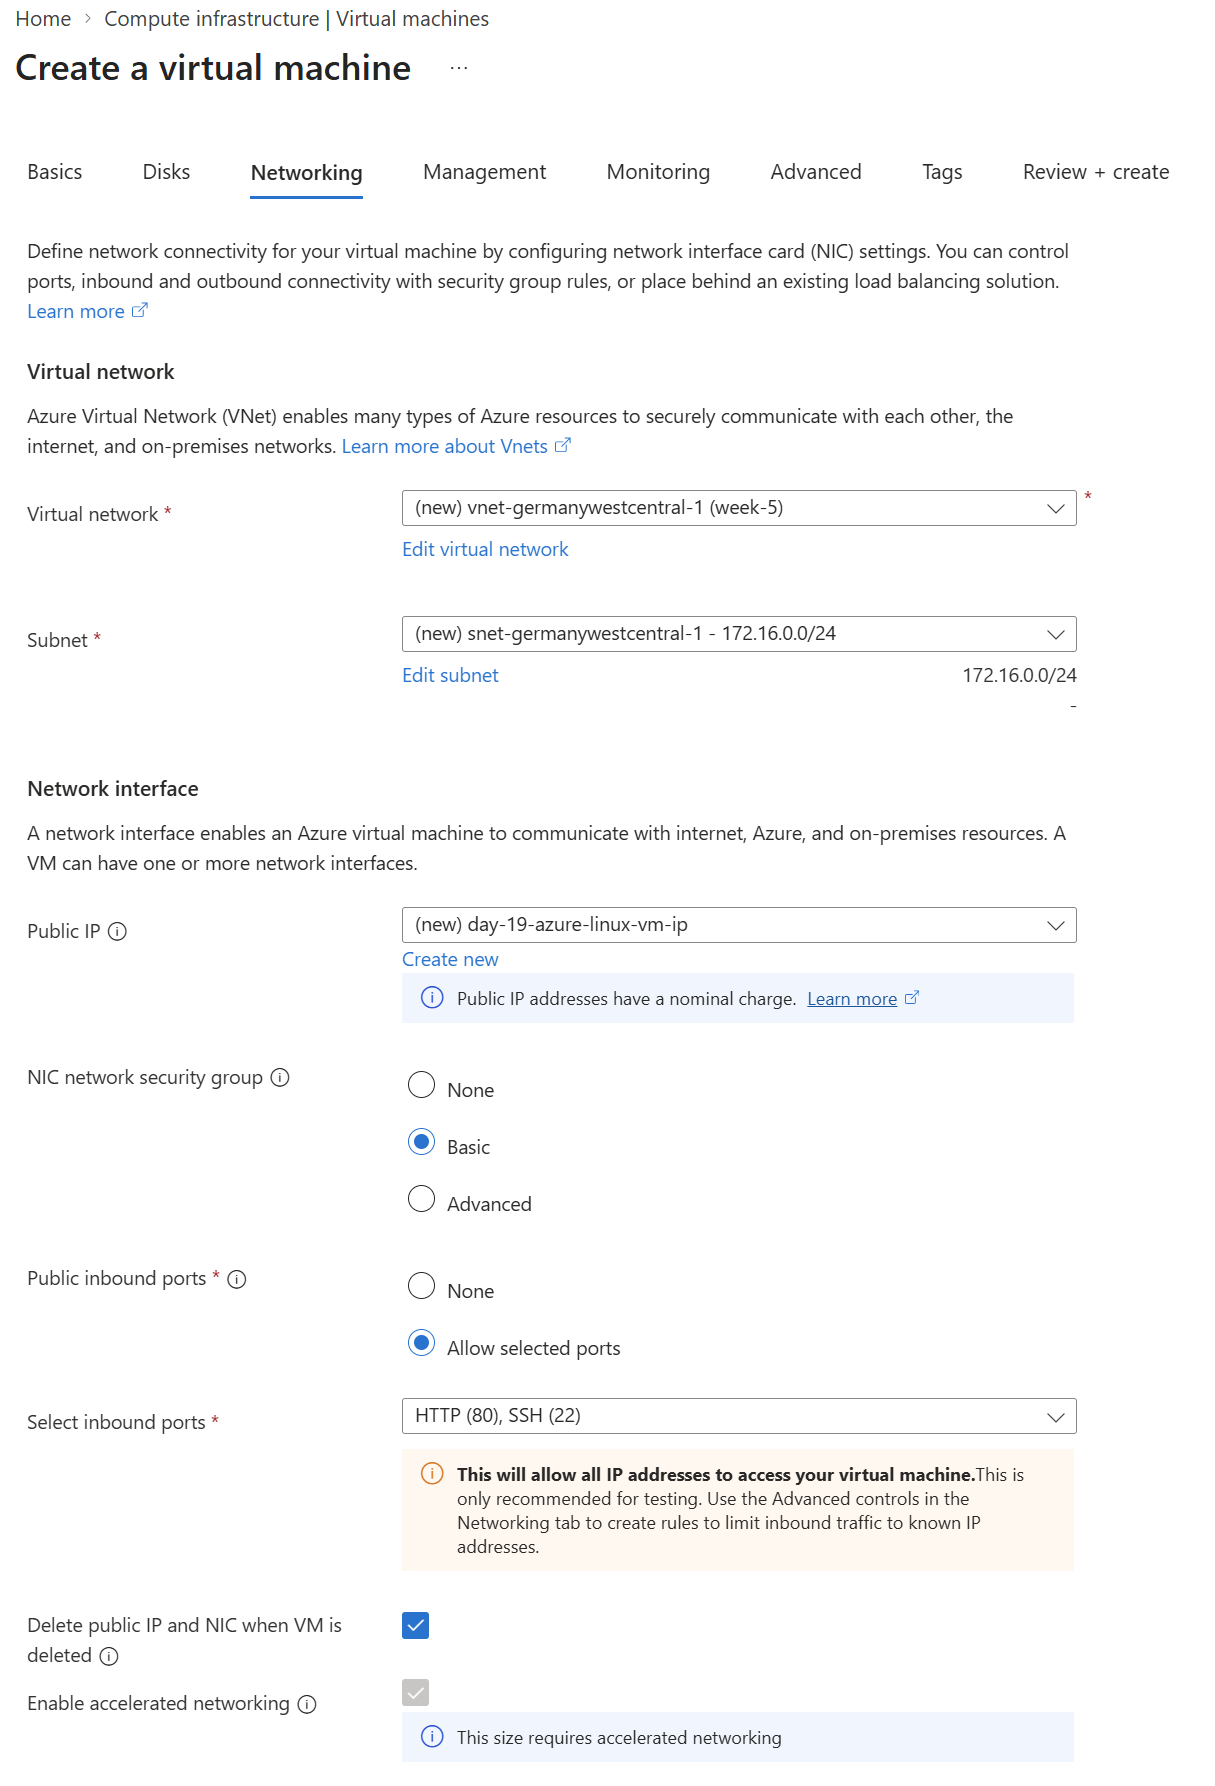 Home > Compute infrastructure | Virtual machines
Create a virtual machine ...
Basics Disks Networking Management Monitoring Advanced Tags Review + create
Define network connectivity for your virtual machine by configuring network interface card (NIC) settings. You can control
ports, inbound and outbound connectivity with security group rules, or place behind an existing load balancing solution.
Learn more
Virtual network
Azure Virtual Network (VNet) enables many types of Azure resources to securely communicate with each other, the
internet, and on-premises networks. Learn more about Vnets
Virtual network * (new) vnet-germanywestcentral-1 (week-5) *
Edit virtual network
Subnet * (new) snet-germanywestcentral-1 - 172.16.0.0/24
Edit subnet 172.16.0.0/24
-
Network interface
A network interface enables an Azure virtual machine to communicate with internet, Azure, and on-premises resources. A
VM can have one or more network interfaces.
Public IP (new) day-19-azure-linux-vm-ip
Create new
Public IP addresses have a nominal charge. Learn more
NIC network security group None
Basic
Advanced
Public inbound ports * None
Allow selected ports
Select inbound ports * HTTP (80), SSH (22)
This will allow all IP addresses to access your virtual machine.This is
only recommended for testing. Use the Advanced controls in the
Networking tab to create rules to limit inbound traffic to known IP
addresses.
Delete public IP and NIC when VM is
deleted
Enable accelerated networking
This size requires accelerated networking